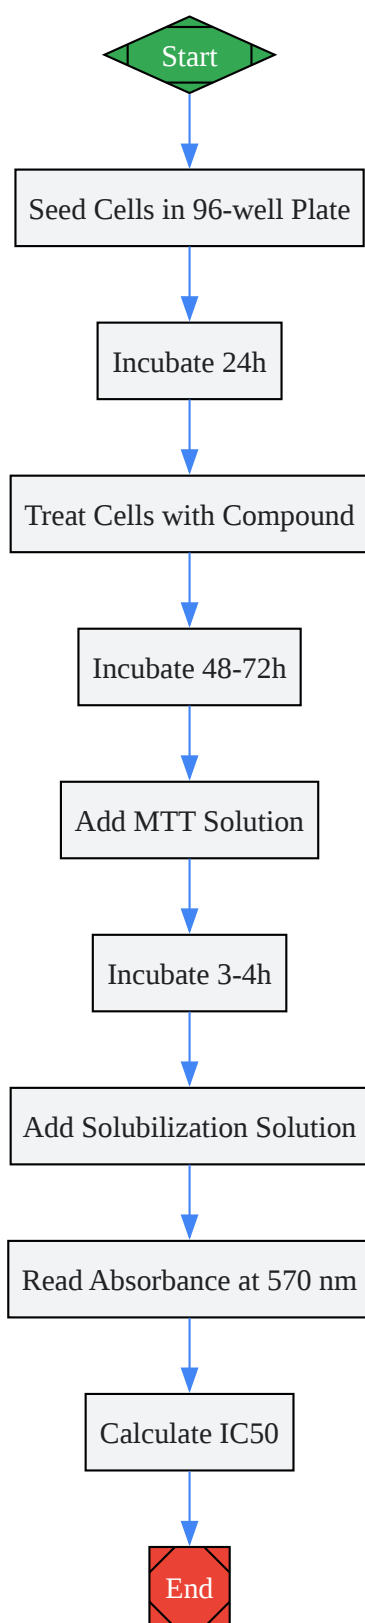 Start
Seed Cells in 96-well Plate
Incubate 24h
Treat Cells with Compound
Incubate 48-72h
Add MTT Solution
Incubate 3-4h
Add Solubilization Solution
Read Absorbance at 570 nm
Calculate IC50
End